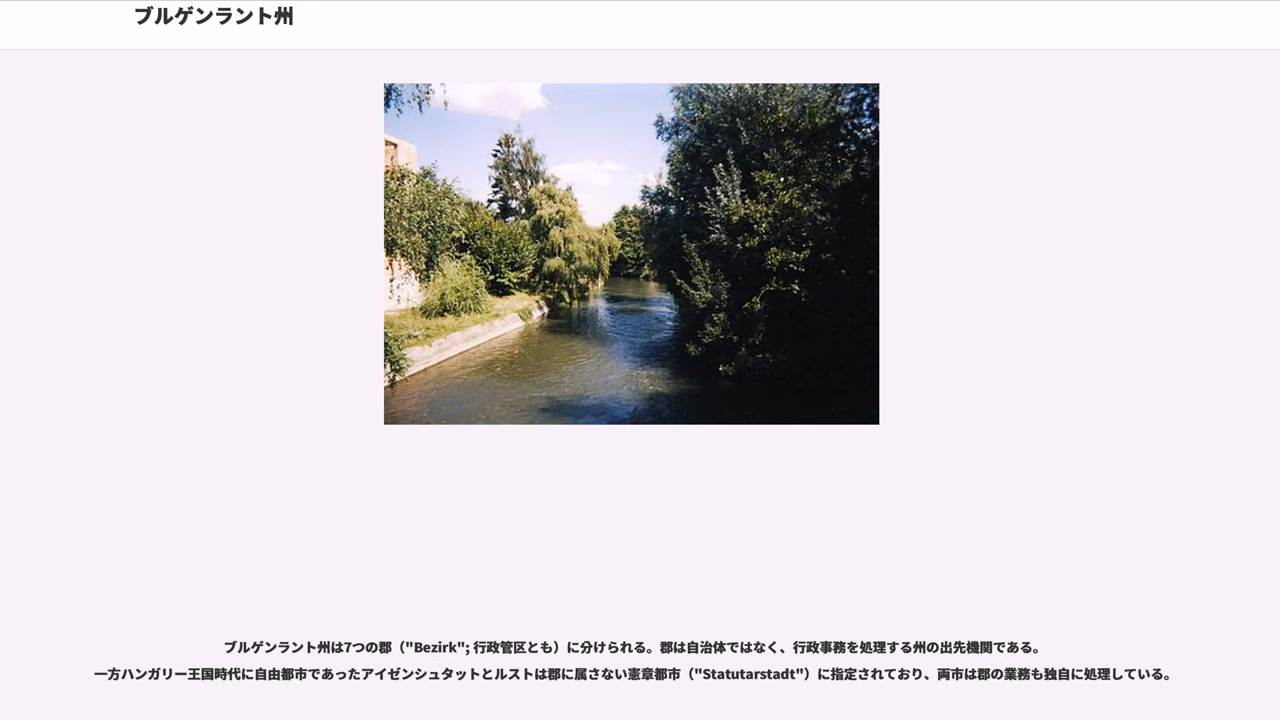 ブルゲンラント州
ブルゲンラント州は7つの郡（"Bezirk"; 行政管区とも）に分けられる。郡は自治体ではなく、行政事務を処理する州の出先機関である。
一方ハンガリー王国時代に自由都市であったアイゼンシュタットとルストは郡に属さない憲章都市（"Statutarstadt"）に指定されており、両市は郡の業務も独自に処理している。